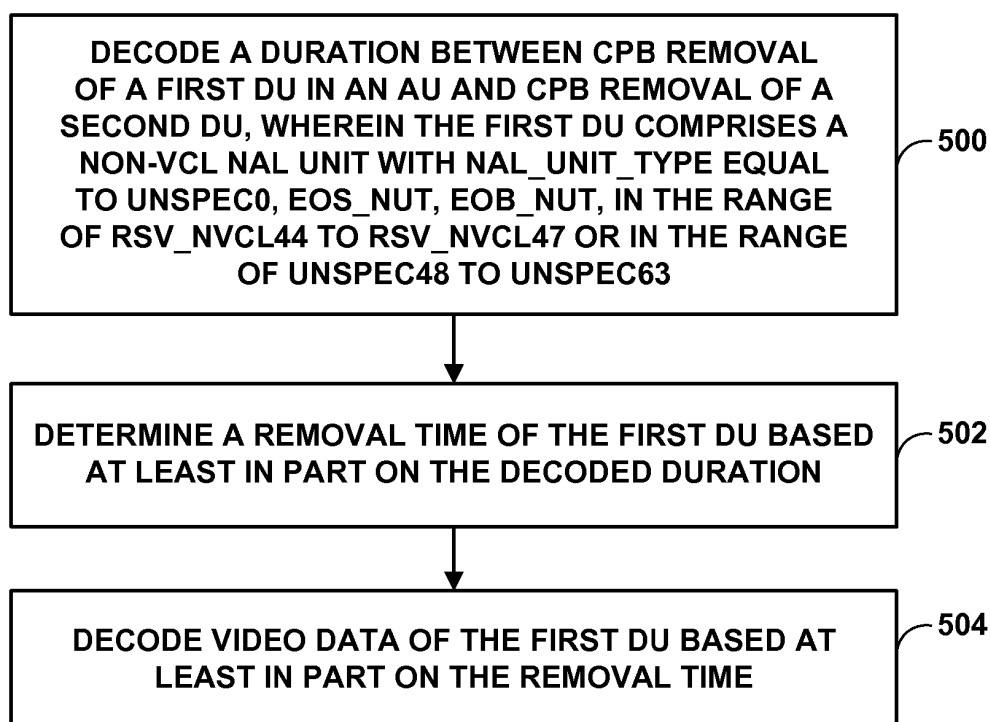 DECODE A DURATION BETWEEN CPB REMOVAL
OF A FIRST DU IN AN AU AND CPB REMOVAL OF A
SECOND DU, WHEREIN THE FIRST DU COMPRISES A
NON-VCL NAL UNIT WITH NAL_UNIT_TYPE EQUAL
TO UNSPEC0, EOS_NUT, EOB_NUT, IN THE RANGE
OF RSV_NVCL44 TO RSV_NVCL47 OR IN THE RANGE
OF UNSPEC48 TO UNSPEC63
500
DETERMINE A REMOVAL TIME OF THE FIRST DU BASED
AT LEAST IN PART ON THE DECODED DURATION
502
DECODE VIDEO DATA OF THE FIRST DU BASED AT
LEAST IN PART ON THE REMOVAL TIME
504